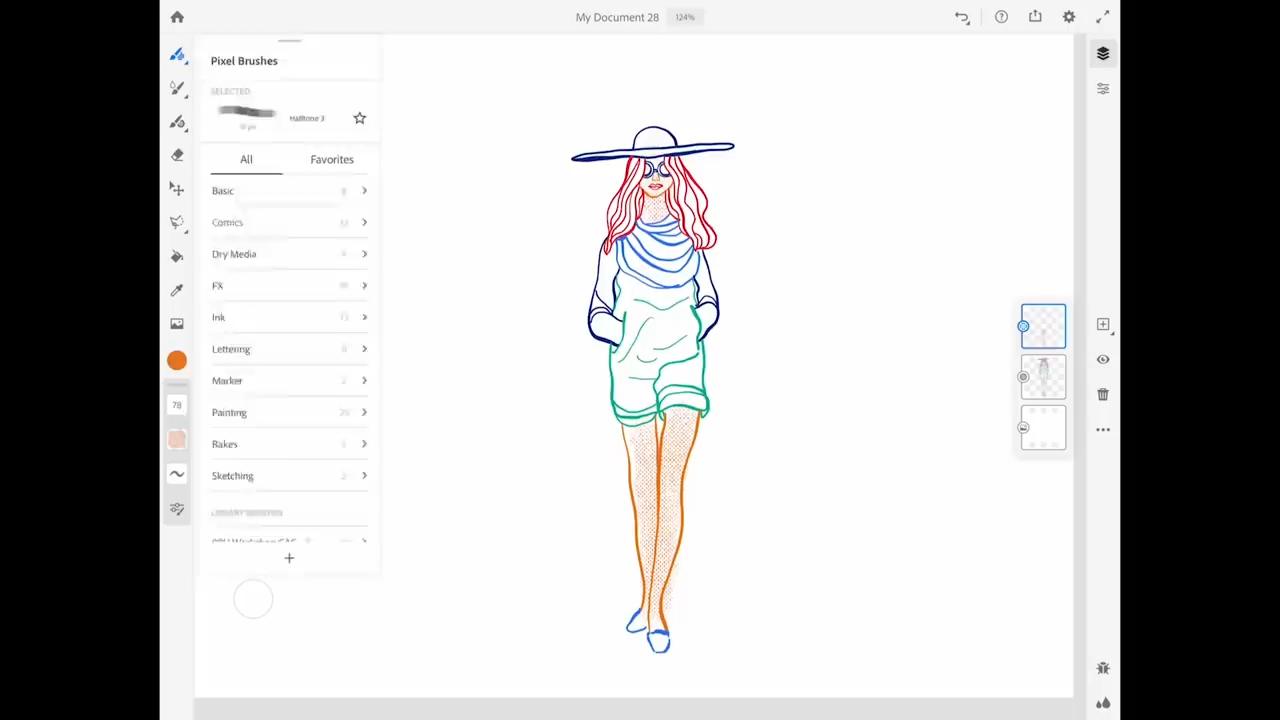 My Document 28 124%
Pixel Brushes
SELECTED
Halftone 3
All Favorites
Basic
Comics
Dry Media
FX
Ink
Lettering
Marker
Painting
Rakes
Sketching
78